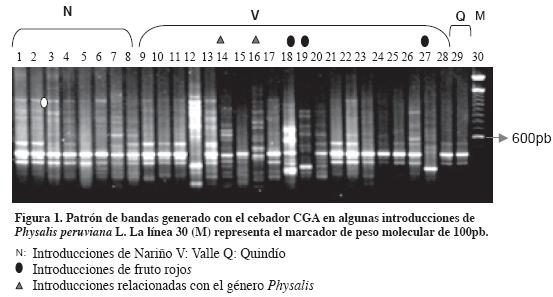 N V Q M
1 2 3 4 5 6 7 8 9 10 11 12 13 14 15 16 17 18 19 20 21 22 23 24 25 26 27 28 29 30
600pb
Figura 1. Patrón de bandas generado con el cebador CGA en algunas introducciones de
Physalis peruviana L. La línea 30 (M) representa el marcador de peso molecular de 100pb.
N: Introducciones de Nariño V: Valle Q: Quindío
Introducciones de fruto rojos
Introducciones relacionadas con el género Physalis